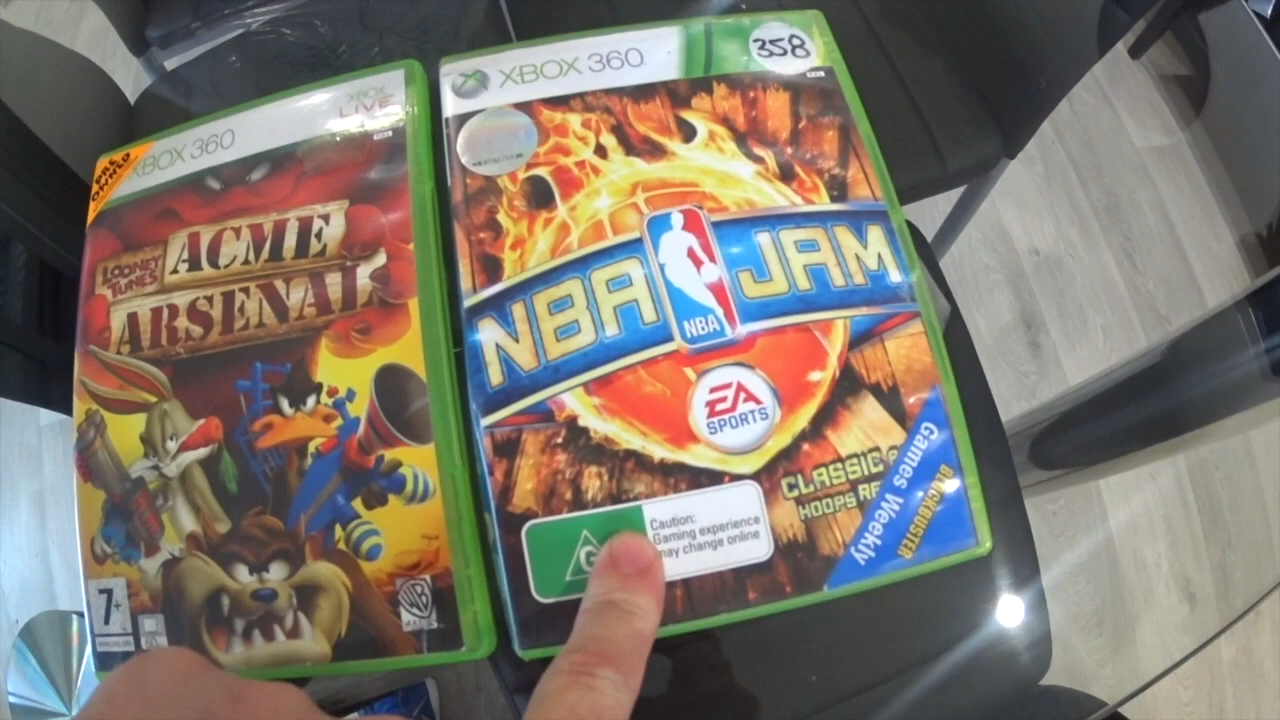 XBOX 360
XBOX
LIVE
PRE
OWNED
LOONEY
TUNES
ACME
ARSENAL
7+
WB
XBOX 360
358
NBA JAM
NBA
EA
SPORTS
CLASSIC
HOOPS
G
Caution:
Gaming experience
may change online
BLOCKBUSTER
Games Weekly